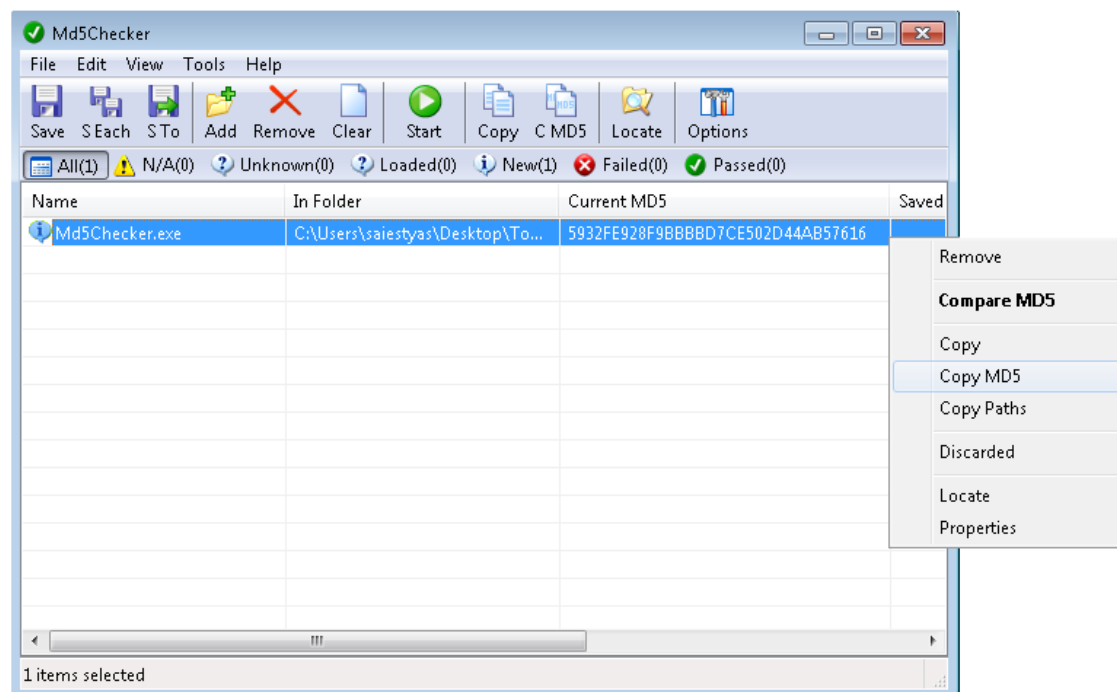 Md5Checker
File Edit View Tools Help
Save S Each S To Add Remove Clear Start Copy C MD5 Locate Options
All(1) N/A(0) Unknown(0) Loaded(0) New(1) Failed(0) Passed(0)
Name In Folder Current MD5 Saved
Md5Checker.exe C:\Users\saiestyas\Desktop\To... 5932FE928F9BBBBD7CE502D44AB57616
Remove
Compare MD5
Copy
Copy MD5
Copy Paths
Discarded
Locate
Properties
1 items selected